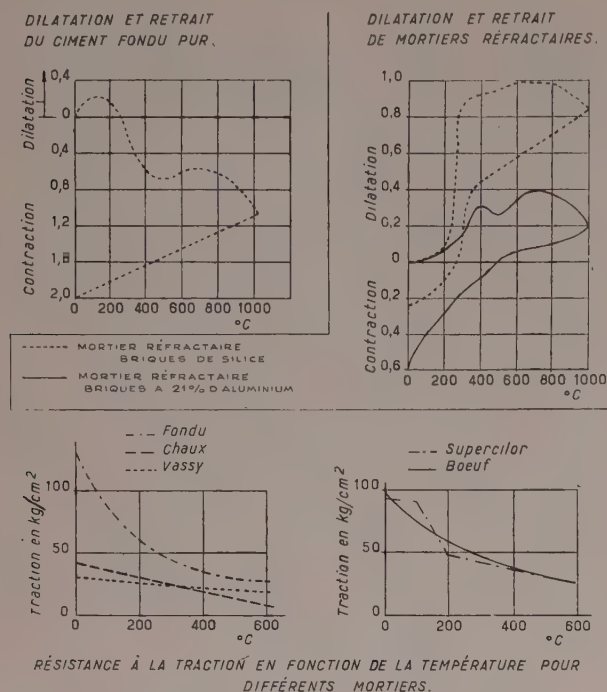 DILATATION ET RETRAIT
DU CIMENT FONDU PUR.
0,4
0
0,4
0,8
1,2
1,8
2,0
Dilatation
Contraction
0 200 400 600 800 1000
°C
DILATATION ET RETRAIT
DE MORTIERS RÉFRACTAIRES.
1,0
0,8
0,6
0,4
0,2
0
0,2
0,4
0,6
Dilatation
Contraction
0 200 400 600 800 1000
°C
MORTIER RÉFRACTAIRE
BRIQUES DE SILICE
MORTIER RÉFRACTAIRE
BRIQUES A 21% D'ALUMINIUM
Fondu
Chaux
Vassy
Traction en kg/cm²
100
50
0
0 200 400 600
°C
Supercilor
Boeuf
Traction en kg/cm²
100
50
0
0 200 400 600
°C
RÉSISTANCE À LA TRACTION EN FONCTION DE LA TEMPÉRATURE POUR
DIFFÉRENTS MORTIERS.